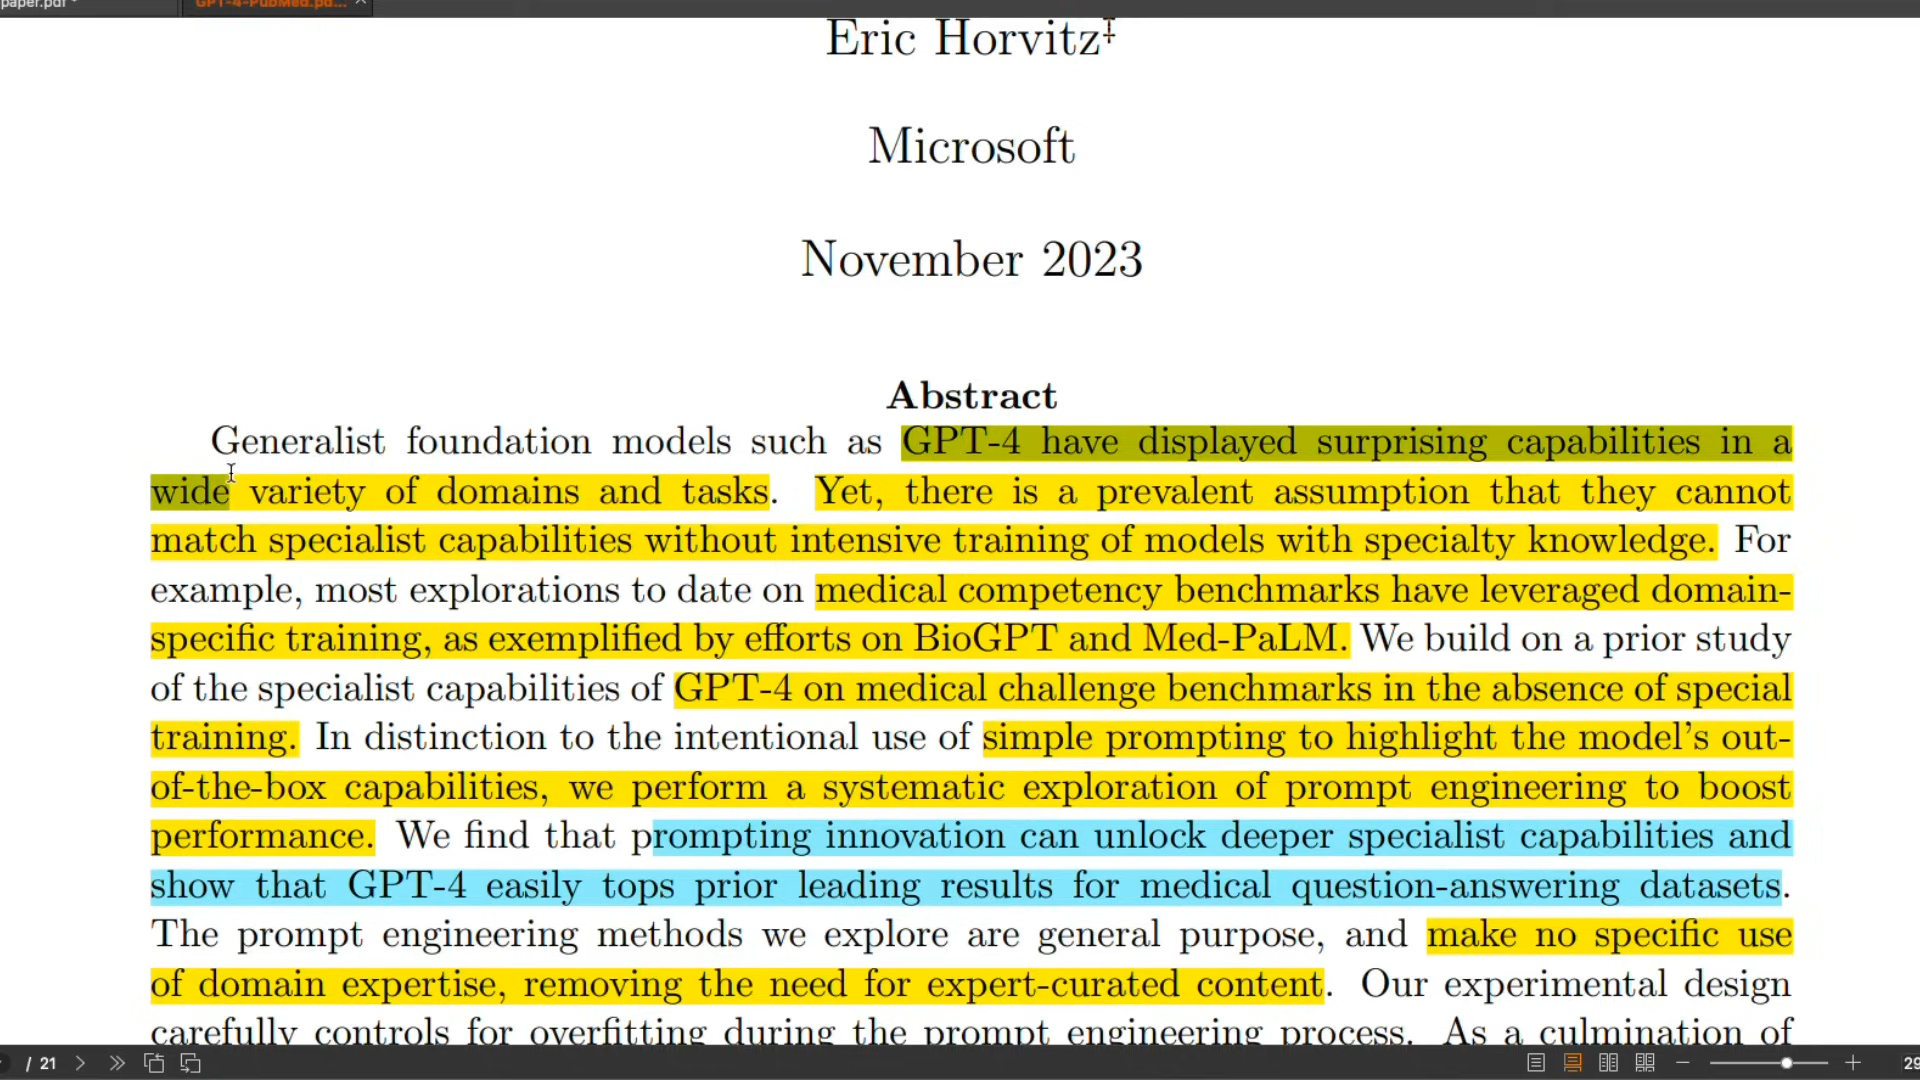 paper.pdf
GPT-4-PubMed.pd...
Eric Horvitz‡
Microsoft
November 2023
Abstract
Generalist foundation models such as GPT-4 have displayed surprising capabilities in a
wide variety of domains and tasks. Yet, there is a prevalent assumption that they cannot
match specialist capabilities without intensive training of models with specialty knowledge. For
example, most explorations to date on medical competency benchmarks have leveraged domain-
specific training, as exemplified by efforts on BioGPT and Med-PaLM. We build on a prior study
of the specialist capabilities of GPT-4 on medical challenge benchmarks in the absence of special
training. In distinction to the intentional use of simple prompting to highlight the model's out-
of-the-box capabilities, we perform a systematic exploration of prompt engineering to boost
performance. We find that prompting innovation can unlock deeper specialist capabilities and
show that GPT-4 easily tops prior leading results for medical question-answering datasets.
The prompt engineering methods we explore are general purpose, and make no specific use
of domain expertise, removing the need for expert-curated content. Our experimental design
carefully controls for overfitting during the prompt engineering process. As a culmination of
/ 21
29